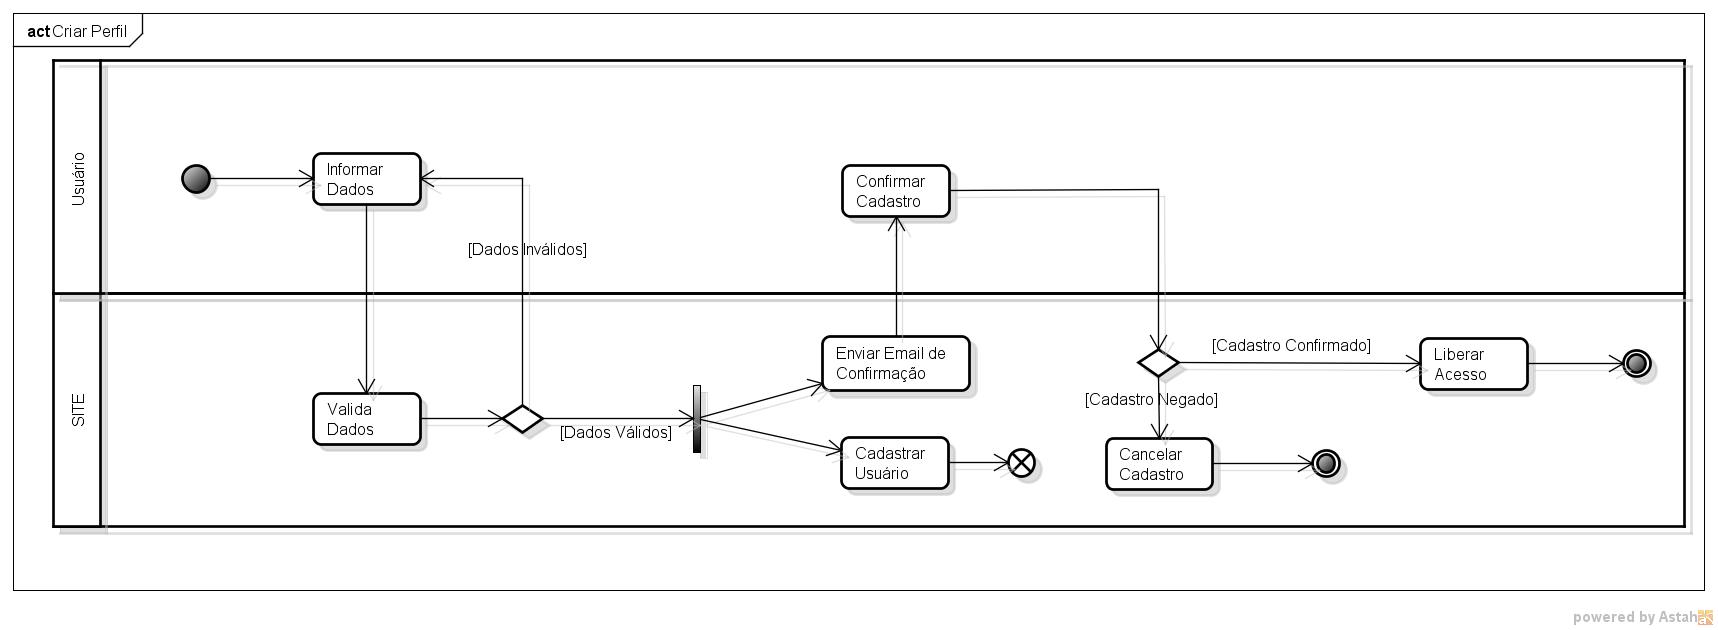 act Criar Perfil
Usuário
Informar
Dados
[Dados Inválidos]
Confirmar
Cadastro
SITE
Valida
Dados
[Dados Válidos]
Enviar Email de
Confirmação
Cadastrar
Usuário
[Cadastro Confirmado]
[Cadastro Negado]
Liberar
Acesso
Cancelar
Cadastro
powered by Astah